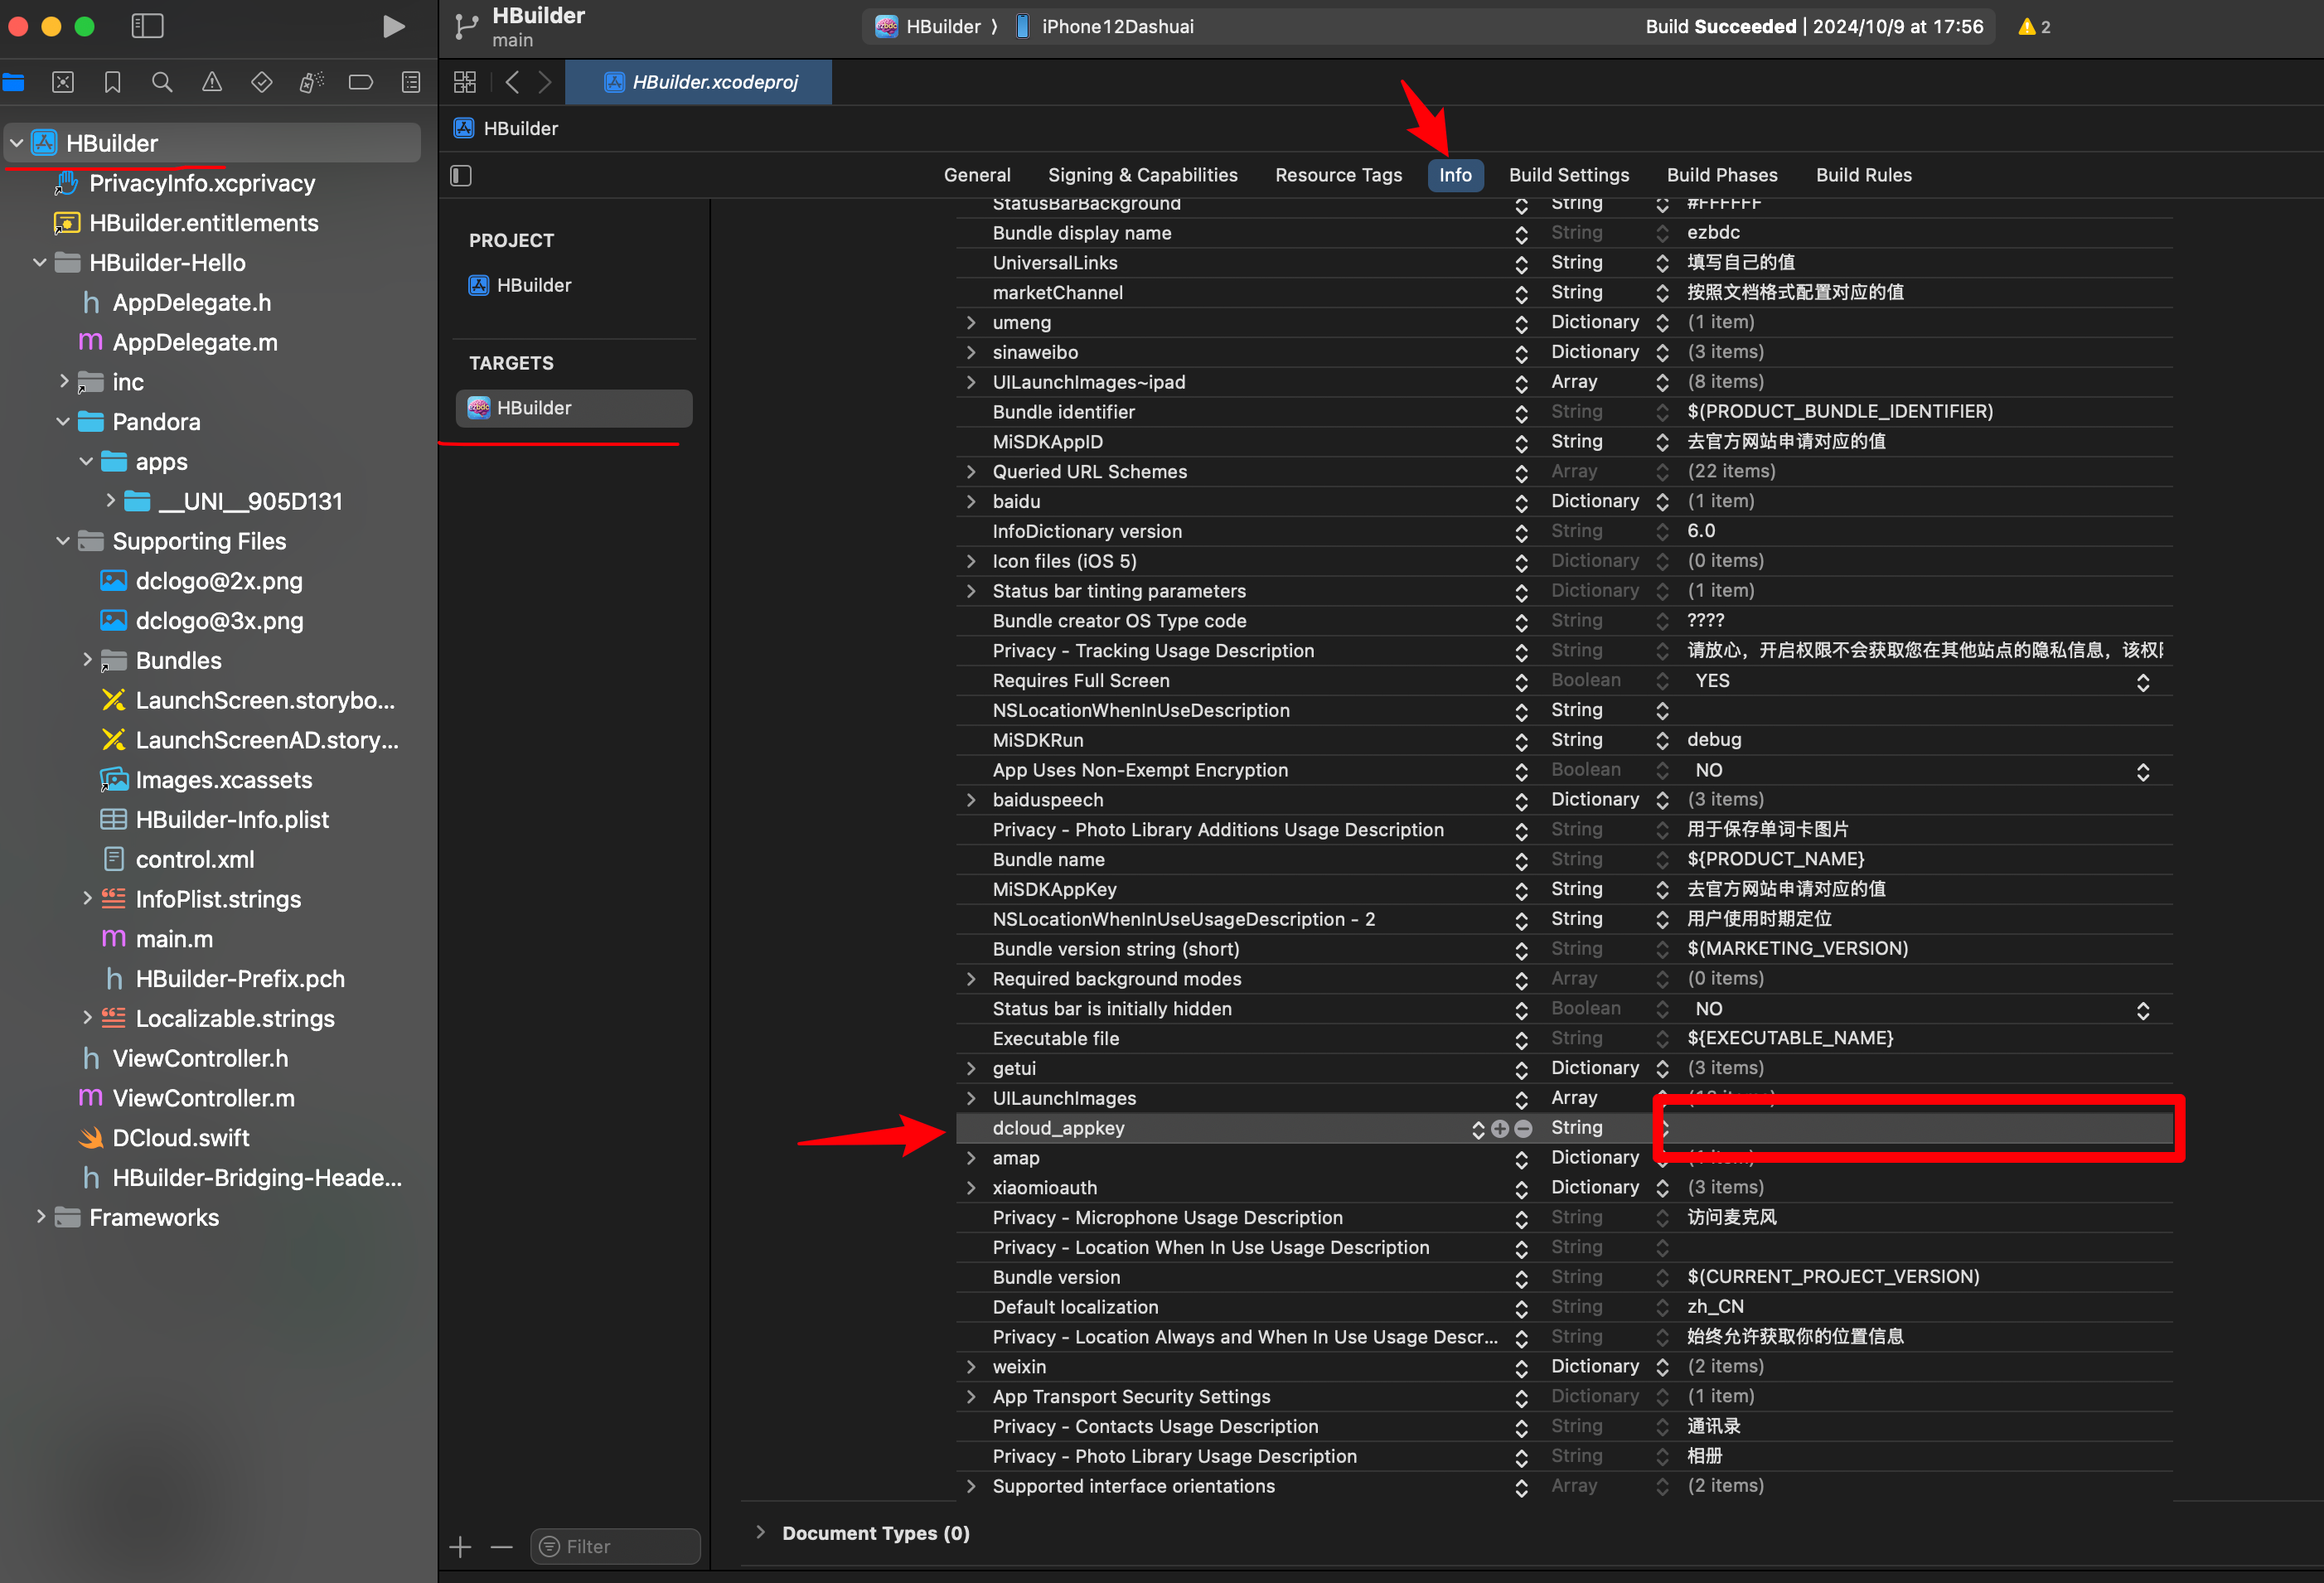 HBuilder
main
HBuilder 〉 iPhone12Dashuai
Build Succeeded | 2024/10/9 at 17:56
2
HBuilder.xcodeproj
HBuilder
General Signing & Capabilities Resource Tags Info Build Settings Build Phases Build Rules
HBuilder
PrivacyInfo.xcprivacy
HBuilder.entitlements
HBuilder-Hello
h AppDelegate.h
m AppDelegate.m
inc
Pandora
apps
__UNI__905D131
Supporting Files
dclogo@2x.png
dclogo@3x.png
Bundles
LaunchScreen.storybo...
LaunchScreenAD.story...
Images.xcassets
HBuilder-Info.plist
control.xml
InfoPlist.strings
m main.m
h HBuilder-Prefix.pch
Localizable.strings
h ViewController.h
m ViewController.m
DCloud.swift
h HBuilder-Bridging-Heade...
Frameworks
PROJECT
HBuilder
TARGETS
HBuilder
Filter
StatusBarBackground String #FFFFFF
Bundle display name String ezbdc
UniversalLinks String 填写自己的值
marketChannel String 按照文档格式配置对应的值
umeng Dictionary (1 item)
sinaweibo Dictionary (3 items)
UILaunchImages~ipad Array (8 items)
Bundle identifier String $(PRODUCT_BUNDLE_IDENTIFIER)
MiSDKAppID String 去官方网站申请对应的值
Queried URL Schemes Array (22 items)
baidu Dictionary (1 item)
InfoDictionary version String 6.0
Icon files (iOS 5) Dictionary (0 items)
Status bar tinting parameters Dictionary (1 item)
Bundle creator OS Type code String ????
Privacy - Tracking Usage Description String 请放心，开启权限不会获取您在其他站点的隐私信息，该权
Requires Full Screen Boolean YES
NSLocationWhenInUseDescription String
MiSDKRun String debug
App Uses Non-Exempt Encryption Boolean NO
baiduspeech Dictionary (3 items)
Privacy - Photo Library Additions Usage Description String 用于保存单词卡图片
Bundle name String ${PRODUCT_NAME}
MiSDKAppKey String 去官方网站申请对应的值
NSLocationWhenInUseUsageDescription - 2 String 用户使用时期定位
Bundle version string (short) String $(MARKETING_VERSION)
Required background modes Array (0 items)
Status bar is initially hidden Boolean NO
Executable file String ${EXECUTABLE_NAME}
getui Dictionary (3 items)
UILaunchImages Array
dcloud_appkey String
amap Dictionary
xiaomioauth Dictionary (3 items)
Privacy - Microphone Usage Description String 访问麦克风
Privacy - Location When In Use Usage Description String
Bundle version String $(CURRENT_PROJECT_VERSION)
Default localization String zh_CN
Privacy - Location Always and When In Use Usage Descr... String 始终允许获取你的位置信息
weixin Dictionary (2 items)
App Transport Security Settings Dictionary (1 item)
Privacy - Contacts Usage Description String 通讯录
Privacy - Photo Library Usage Description String 相册
Supported interface orientations Array (2 items)
Document Types (0)